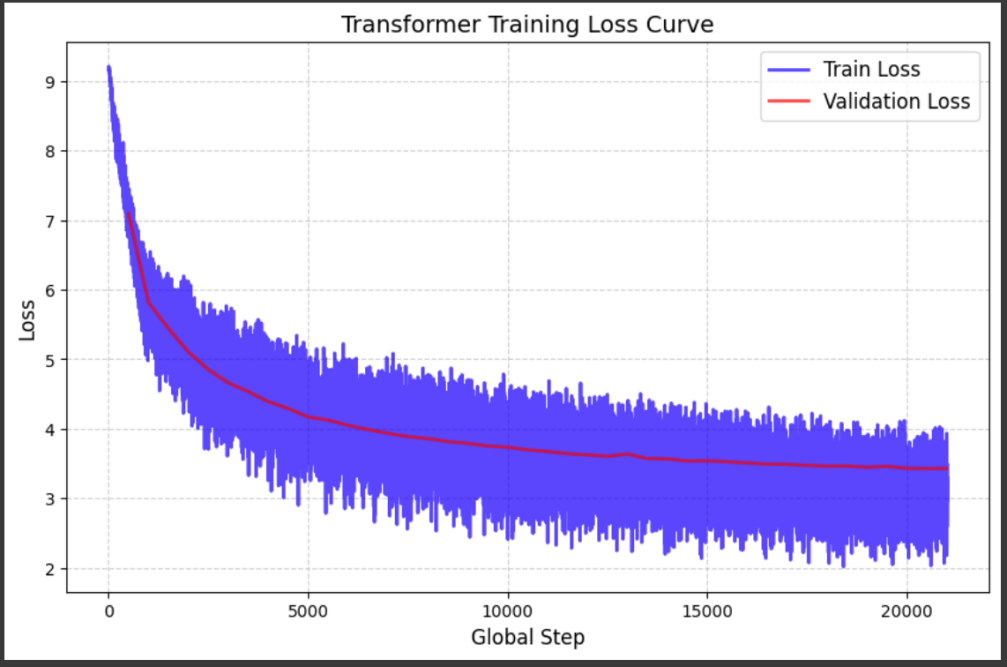 Transformer Training Loss Curve
Train Loss
Validation Loss
9
8
7
6
5
4
3
2
Loss
0 5000 10000 15000 20000
Global Step